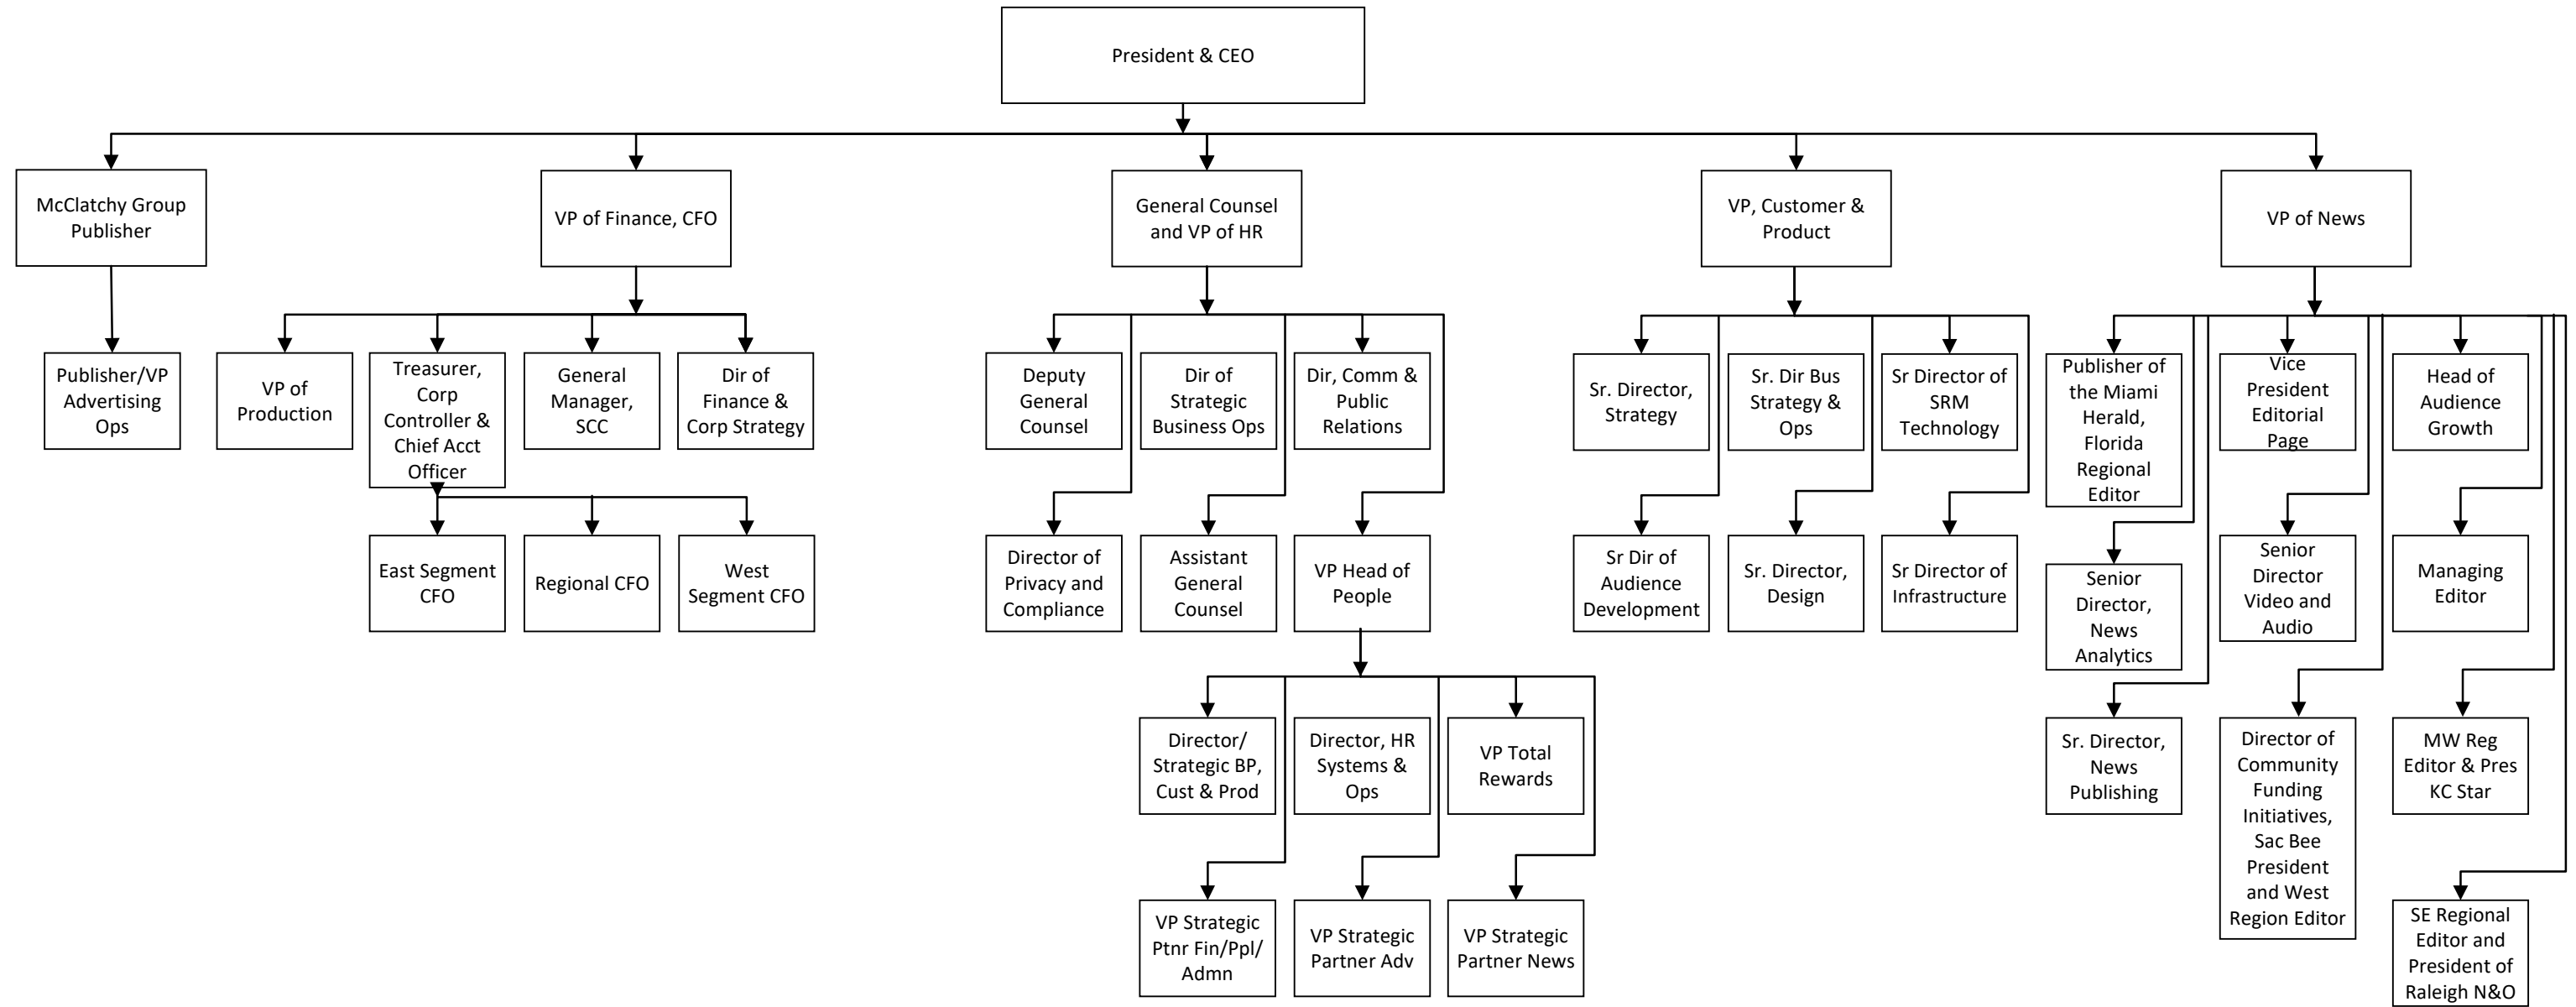 President & CEO
McClatchy Group
Publisher
VP of Finance, CFO
General Counsel
and VP of HR
VP, Customer &
Product
VP of News
Publisher/VP
Advertising
Ops
VP of
Production
Treasurer,
Corp
Controller &
Chief Acct
Officer
General
Manager,
SCC
Dir of
Finance &
Corp Strategy
Deputy
General
Counsel
Dir of
Strategic
Business Ops
Dir, Comm &
Public
Relations
Sr. Director,
Strategy
Sr. Dir Bus
Strategy &
Ops
Sr Director of
SRM
Technology
Publisher of
the Miami
Herald,
Florida
Regional
Editor
Vice
President
Editorial
Page
Head of
Audience
Growth
East Segment
CFO
Regional CFO
West
Segment CFO
Director of
Privacy and
Compliance
Assistant
General
Counsel
VP Head of
People
Sr Dir of
Audience
Development
Sr. Director,
Design
Sr Director of
Infrastructure
Senior
Director,
News
Analytics
Senior
Director
Video and
Audio
Managing
Editor
Director/
Strategic BP,
Cust & Prod
Director, HR
Systems &
Ops
VP Total
Rewards
Sr. Director,
News
Publishing
Director of
Community
Funding
Initiatives,
Sac Bee
President
and West
Region Editor
MW Reg
Editor & Pres
KC Star
VP Strategic
Ptnr Fin/Ppl/
Admn
VP Strategic
Partner Adv
VP Strategic
Partner News
SE Regional
Editor and
President of
Raleigh N&O